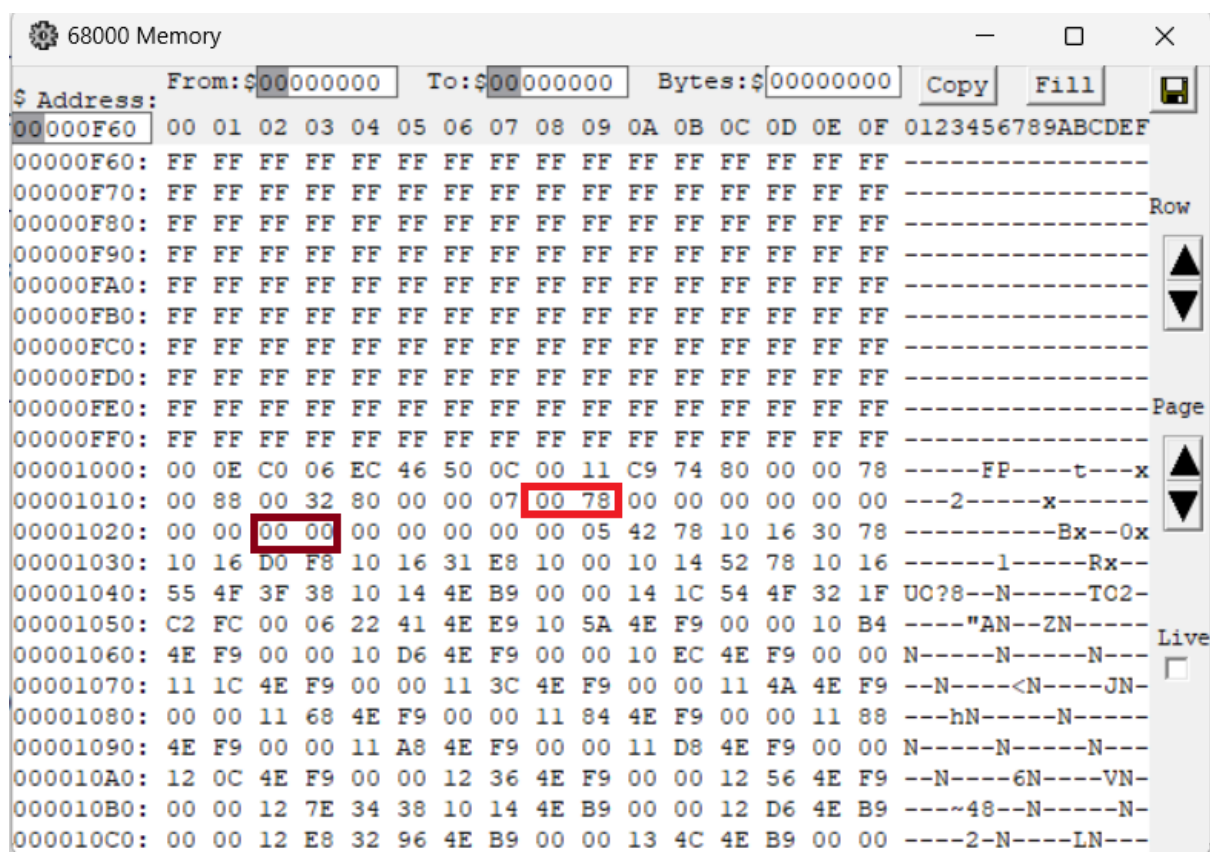 68000 Memory
From:$00000000 To:$00000000 Bytes:$00000000 Copy Fill
$ Address:
00000F60 00 01 02 03 04 05 06 07 08 09 0A 0B 0C 0D 0E 0F 0123456789ABCDEF
00000F60: FF FF FF FF FF FF FF FF FF FF FF FF FF FF FF FF ----------------
00000F70: FF FF FF FF FF FF FF FF FF FF FF FF FF FF FF FF ----------------
Row
00000F80: FF FF FF FF FF FF FF FF FF FF FF FF FF FF FF FF ----------------
00000F90: FF FF FF FF FF FF FF FF FF FF FF FF FF FF FF FF ----------------
00000FA0: FF FF FF FF FF FF FF FF FF FF FF FF FF FF FF FF ----------------
00000FB0: FF FF FF FF FF FF FF FF FF FF FF FF FF FF FF FF ----------------
00000FC0: FF FF FF FF FF FF FF FF FF FF FF FF FF FF FF FF ----------------
00000FD0: FF FF FF FF FF FF FF FF FF FF FF FF FF FF FF FF ----------------
00000FE0: FF FF FF FF FF FF FF FF FF FF FF FF FF FF FF FF ----------------
Page
00000FF0: FF FF FF FF FF FF FF FF FF FF FF FF FF FF FF FF ----------------
00001000: 00 0E C0 06 EC 46 50 0C 00 11 C9 74 80 00 00 78 -----FP----t---x
00001010: 00 88 00 32 80 00 00 07 00 78 00 00 00 00 00 00 ---2-----x------
00001020: 00 00 00 00 00 00 00 00 00 05 42 78 10 16 30 78 ----------Bx--0x
00001030: 10 16 D0 F8 10 16 31 E8 10 00 10 14 52 78 10 16 ------1-----Rx--
00001040: 55 4F 3F 38 10 14 4E B9 00 00 14 1C 54 4F 32 1F UO?8--N-----TO2-
00001050: C2 FC 00 06 22 41 4E E9 10 5A 4E F9 00 00 10 B4 ----"AN--ZN-----
Live
00001060: 4E F9 00 00 10 D6 4E F9 00 00 10 EC 4E F9 00 00 N-----N-----N---
00001070: 11 1C 4E F9 00 00 11 3C 4E F9 00 00 11 4A 4E F9 --N----<N----JN-
00001080: 00 00 11 68 4E F9 00 00 11 84 4E F9 00 00 11 88 ---hN-----N-----
00001090: 4E F9 00 00 11 A8 4E F9 00 00 11 D8 4E F9 00 00 N-----N-----N---
000010A0: 12 0C 4E F9 00 00 12 36 4E F9 00 00 12 56 4E F9 --N----6N----VN-
000010B0: 00 00 12 7E 34 38 10 14 4E B9 00 00 12 D6 4E B9 ---~48--N-----N-
000010C0: 00 00 12 E8 32 96 4E B9 00 00 13 4C 4E B9 00 00 ----2-N----LN---